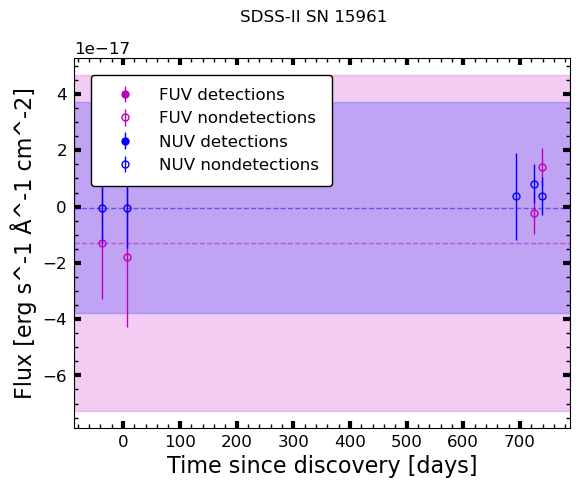 SDSS-II SN 15961
1e−17
FUV detections
FUV nondetections
NUV detections
NUV nondetections
4
2
0
−2
−4
−6
Flux [erg s^-1 Å^-1 cm^-2]
0 100 200 300 400 500 600 700
Time since discovery [days]